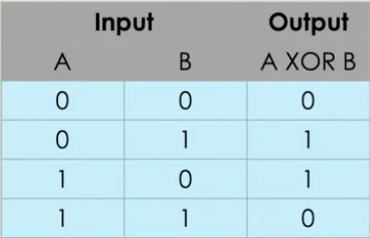 Input Output
A B A XOR B
0 0 0
0 1 1
1 0 1
1 1 0